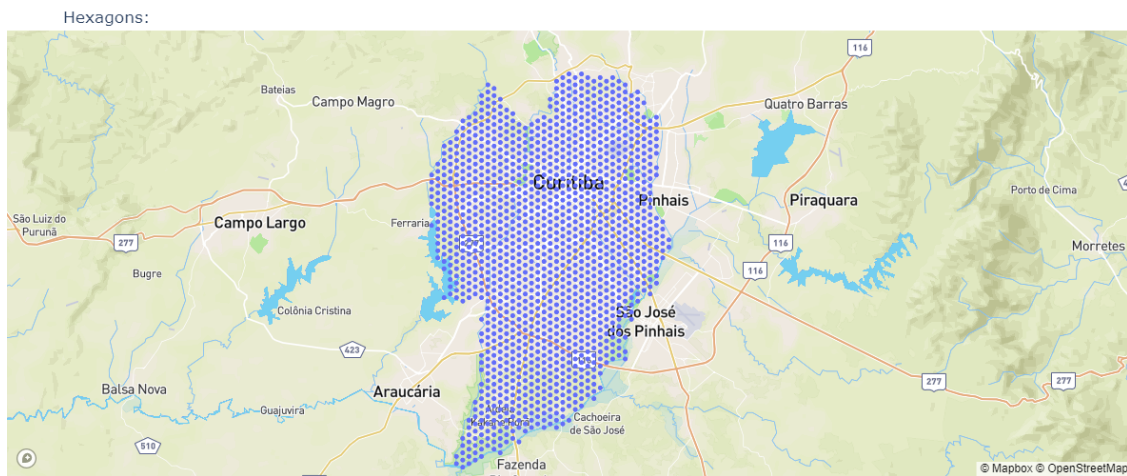 Hexagons:
116
Bateias
Campo Magro
Quatro Barras
Curitiba
Porto de Cima
Pinhais
Piraquara
São Luiz do
Purunã
Campo Largo
Ferraria
277
116
Morretes
Bugre
116
Colônia Cristina
São José
dos Pinhais
423
Balsa Nova
Araucária
277
277
Guajuvira
Cachoeira
de São José
510
Fazenda
© Mapbox © OpenStreetMap